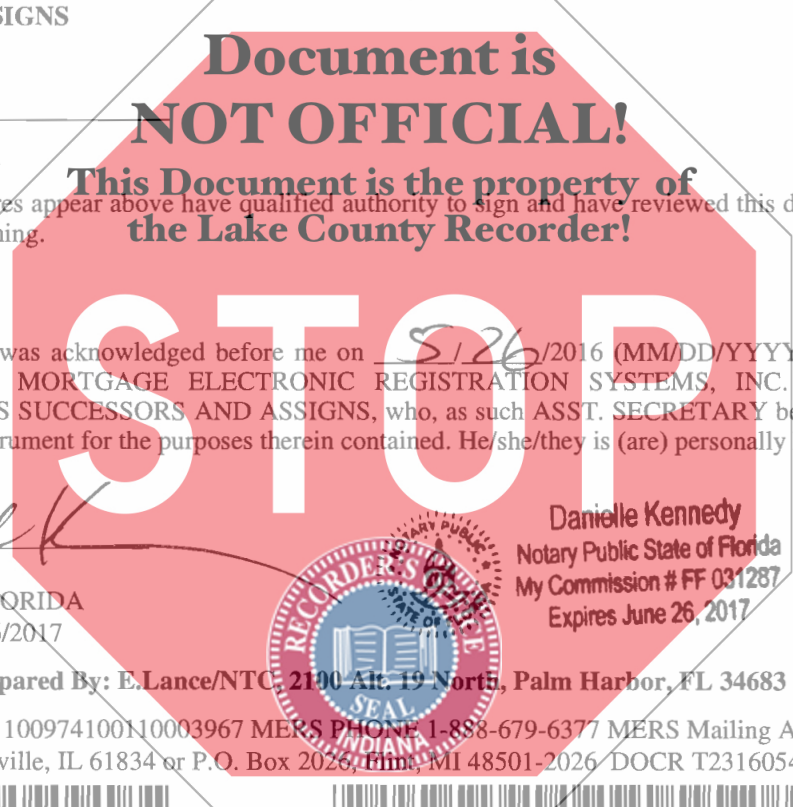 SIGNS
Document is
NOT OFFICIAL!
This Document is the property of
es appear above have qualified authority to sign and have reviewed this d
ning.
the Lake County Recorder!
STOP
was acknowledged before me on 5/26/2016 (MM/DD/YYYY
MORTGAGE ELECTRONIC REGISTRATION SYSTEMS, INC.
S SUCCESSORS AND ASSIGNS, who, as such ASST. SECRETARY be
rument for the purposes therein contained. He/she/they is (are) personally
NOTARY PUBLIC
STATE OF
Danielle Kennedy
Notary Public State of Florida
My Commission # FF 031287
Expires June 26, 2017
RECORDER'S OFFICE
SEAL
INDIANA
ORIDA
/2017
pared By: E.Lance/NTC, 2100 Alt. 19 North, Palm Harbor, FL 34683
100974100110003967 MERS PHONE 1-888-679-6377 MERS Mailing A
ville, IL 61834 or P.O. Box 2026, Flint, MI 48501-2026 DOCR T2316054